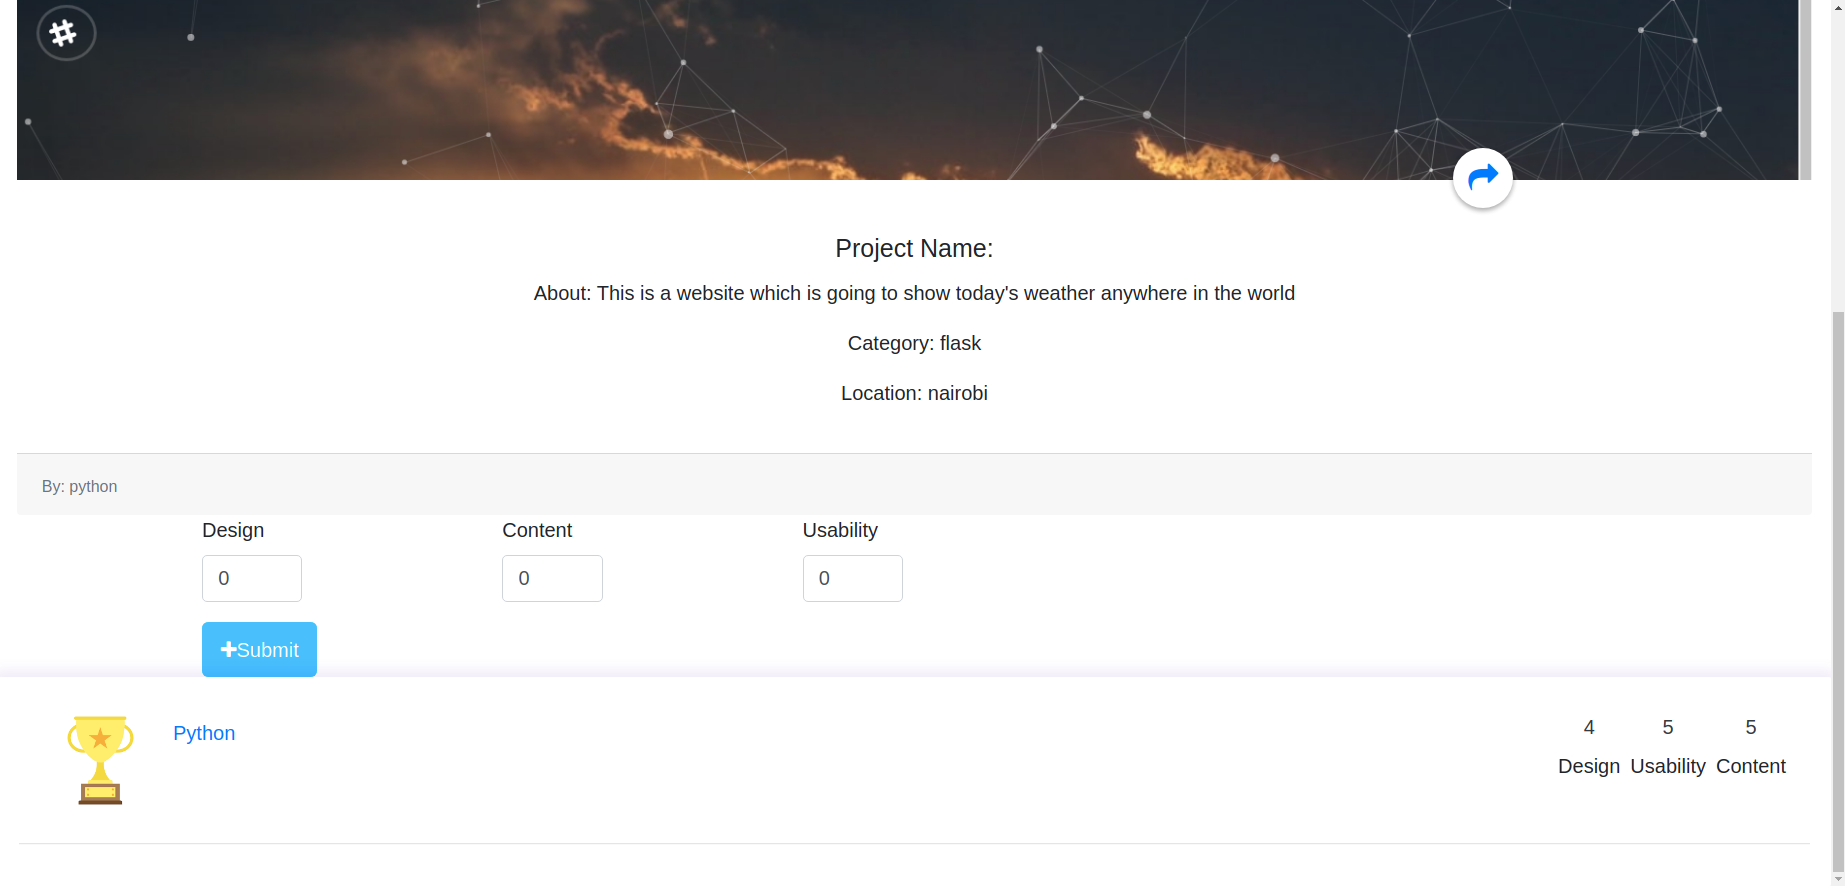 #
Project Name:
About: This is a website which is going to show today's weather anywhere in the world
Category: flask
Location: nairobi
By: python
Design Content Usability
0 0 0
Submit
Python
4 5 5
Design Usability Content